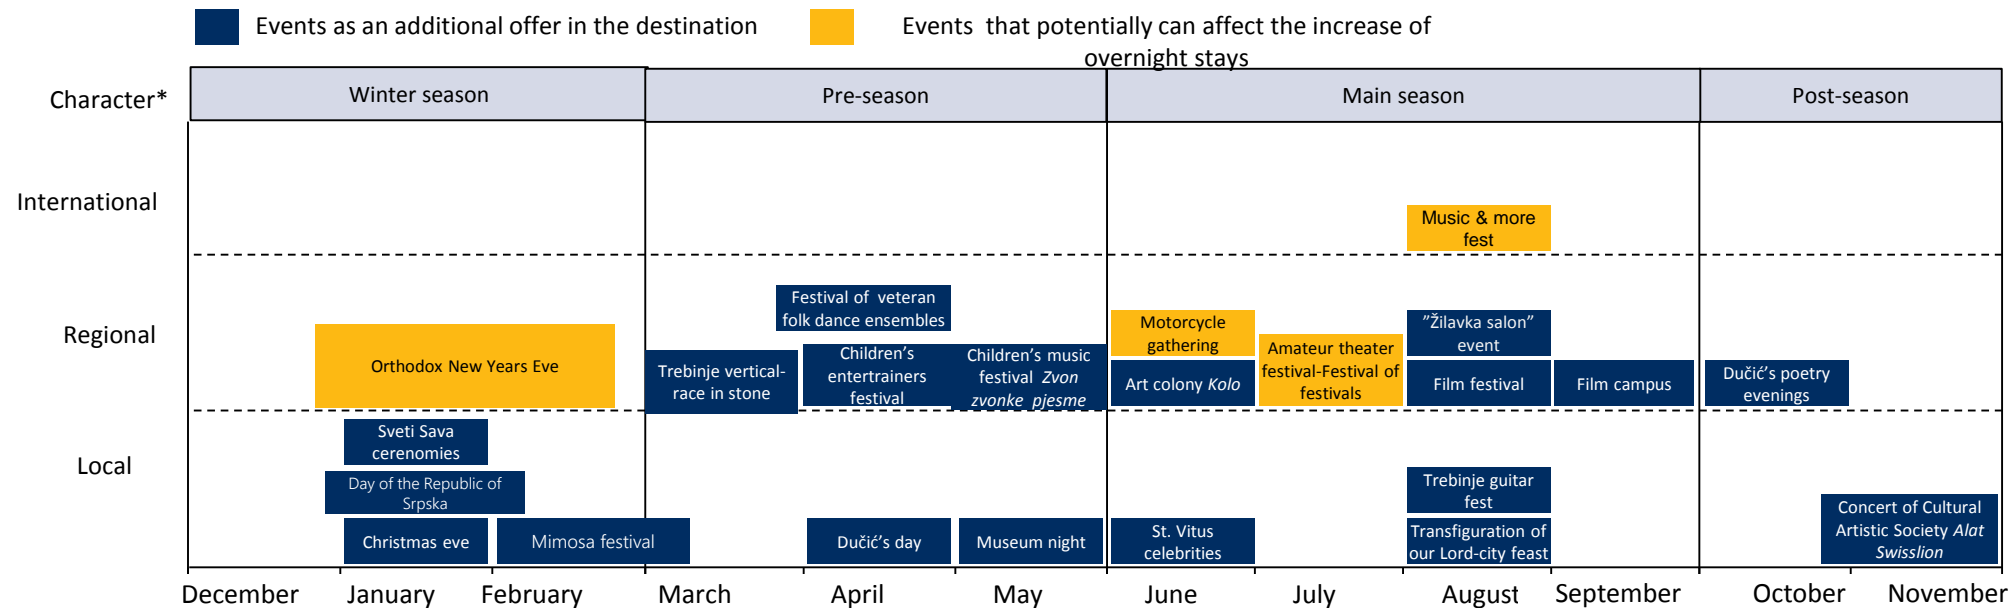 Events as an additional offer in the destination
Events that potentially can affect the increase of
overnight stays
Character*
Winter season
Pre-season
Main season
Post-season
International
Music & more
fest
Regional
Orthodox New Years Eve
Trebinje vertical-
race in stone
Festival of veteran
folk dance ensembles
Children's
entertrainers
festival
Children's music
festival Zvon
zvonke pjesme
Motorcycle
gathering
Art colony Kolo
Amateur theater
festival-Festival of
festivals
”Žilavka salon”
event
Film festival
Film campus
Dučić’s poetry
evenings
Local
Sveti Sava
cerenomies
Day of the Republic of
Srpska
Christmas eve
Mimosa festival
Dučić’s day
Museum night
St. Vitus
celebrities
Trebinje guitar
fest
Transfiguration of
our Lord-city feast
Concert of Cultural
Artistic Society Alat
Swisslion
December
January
February
March
April
May
June
July
August
September
October
November